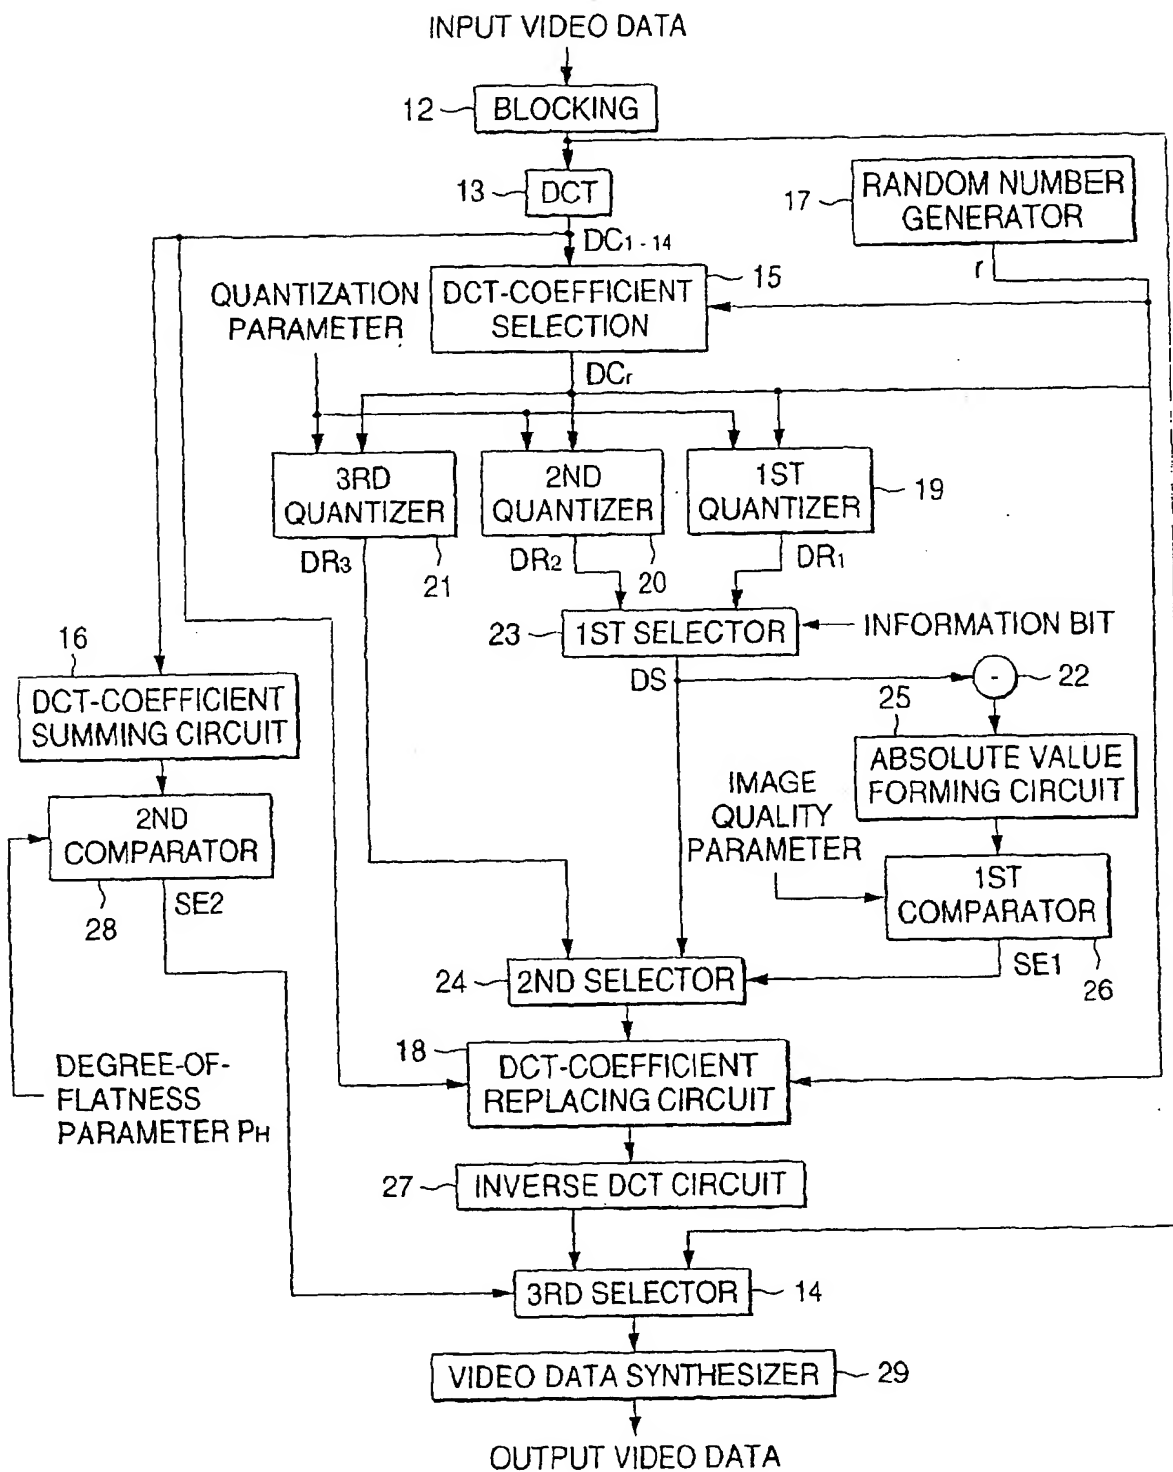 INPUT VIDEO DATA
12
BLOCKING
13
DCT
17
RANDOM NUMBER
GENERATOR
r
DC1-14
15
QUANTIZATION
PARAMETER
DCT-COEFFICIENT
SELECTION
DCr
3RD
QUANTIZER
2ND
QUANTIZER
1ST
QUANTIZER
19
DR3
21
DR2
20
DR1
23
1ST SELECTOR
INFORMATION BIT
16
DS
-
22
DCT-COEFFICIENT
SUMMING CIRCUIT
25
ABSOLUTE VALUE
FORMING CIRCUIT
IMAGE
QUALITY
PARAMETER
2ND
COMPARATOR
28
SE2
1ST
COMPARATOR
SE1
26
24
2ND SELECTOR
18
DCT-COEFFICIENT
REPLACING CIRCUIT
DEGREE-OF-
FLATNESS
PARAMETER PH
27
INVERSE DCT CIRCUIT
3RD SELECTOR
14
VIDEO DATA SYNTHESIZER
29
OUTPUT VIDEO DATA